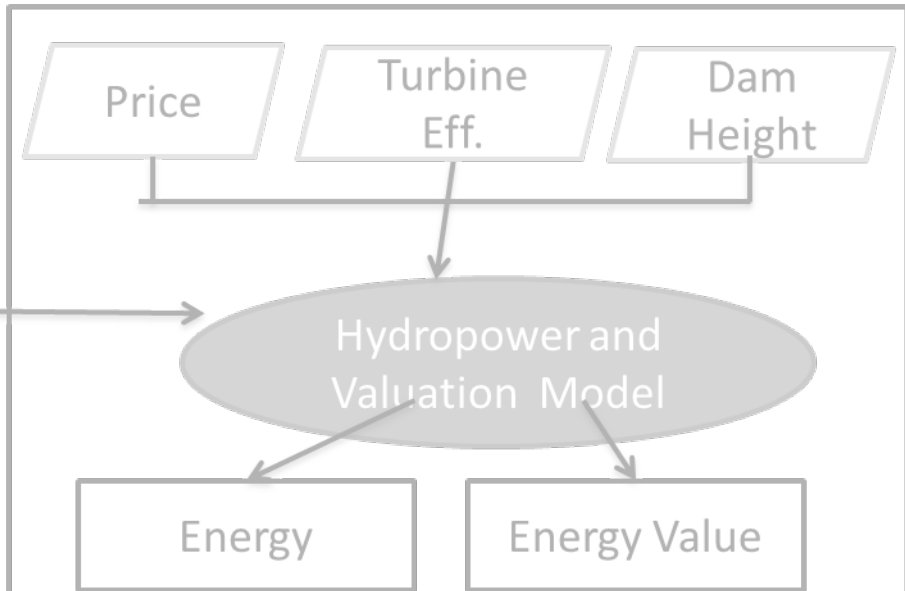 Price
Turbine
Eff.
Dam
Height
Hydropower and
Valuation Model
Energy
Energy Value